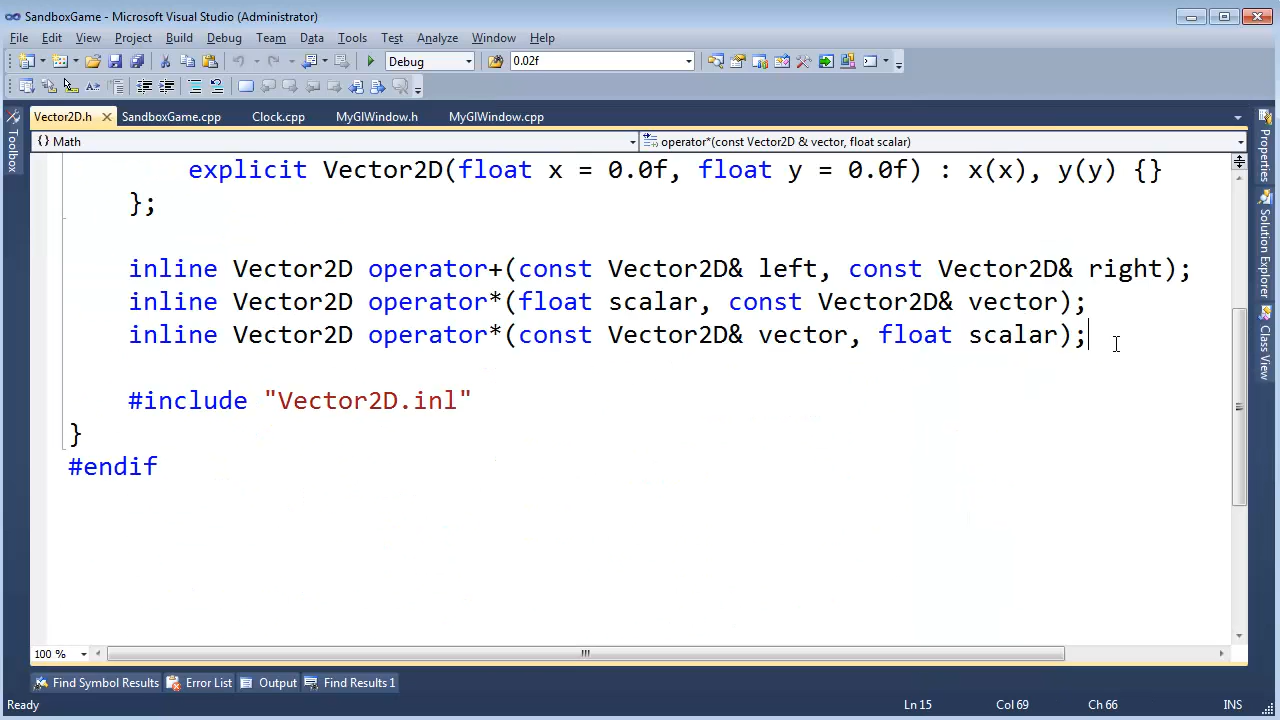 SandboxGame - Microsoft Visual Studio (Administrator)
File Edit View Project Build Debug Team Data Tools Test Analyze Window Help
Debug 0.02f
Vector2D.h SandboxGame.cpp Clock.cpp MyGlWindow.h MyGlWindow.cpp
{} Math operator*(const Vector2D & vector, float scalar)
Toolbox
Properties
Solution Explorer
Class View
explicit Vector2D(float x = 0.0f, float y = 0.0f) : x(x), y(y) {}
};
inline Vector2D operator+(const Vector2D& left, const Vector2D& right);
inline Vector2D operator*(float scalar, const Vector2D& vector);
inline Vector2D operator*(const Vector2D& vector, float scalar);
#include "Vector2D.inl"
}
#endif
100 %
Find Symbol Results Error List Output Find Results 1
Ready Ln 15 Col 69 Ch 66 INS